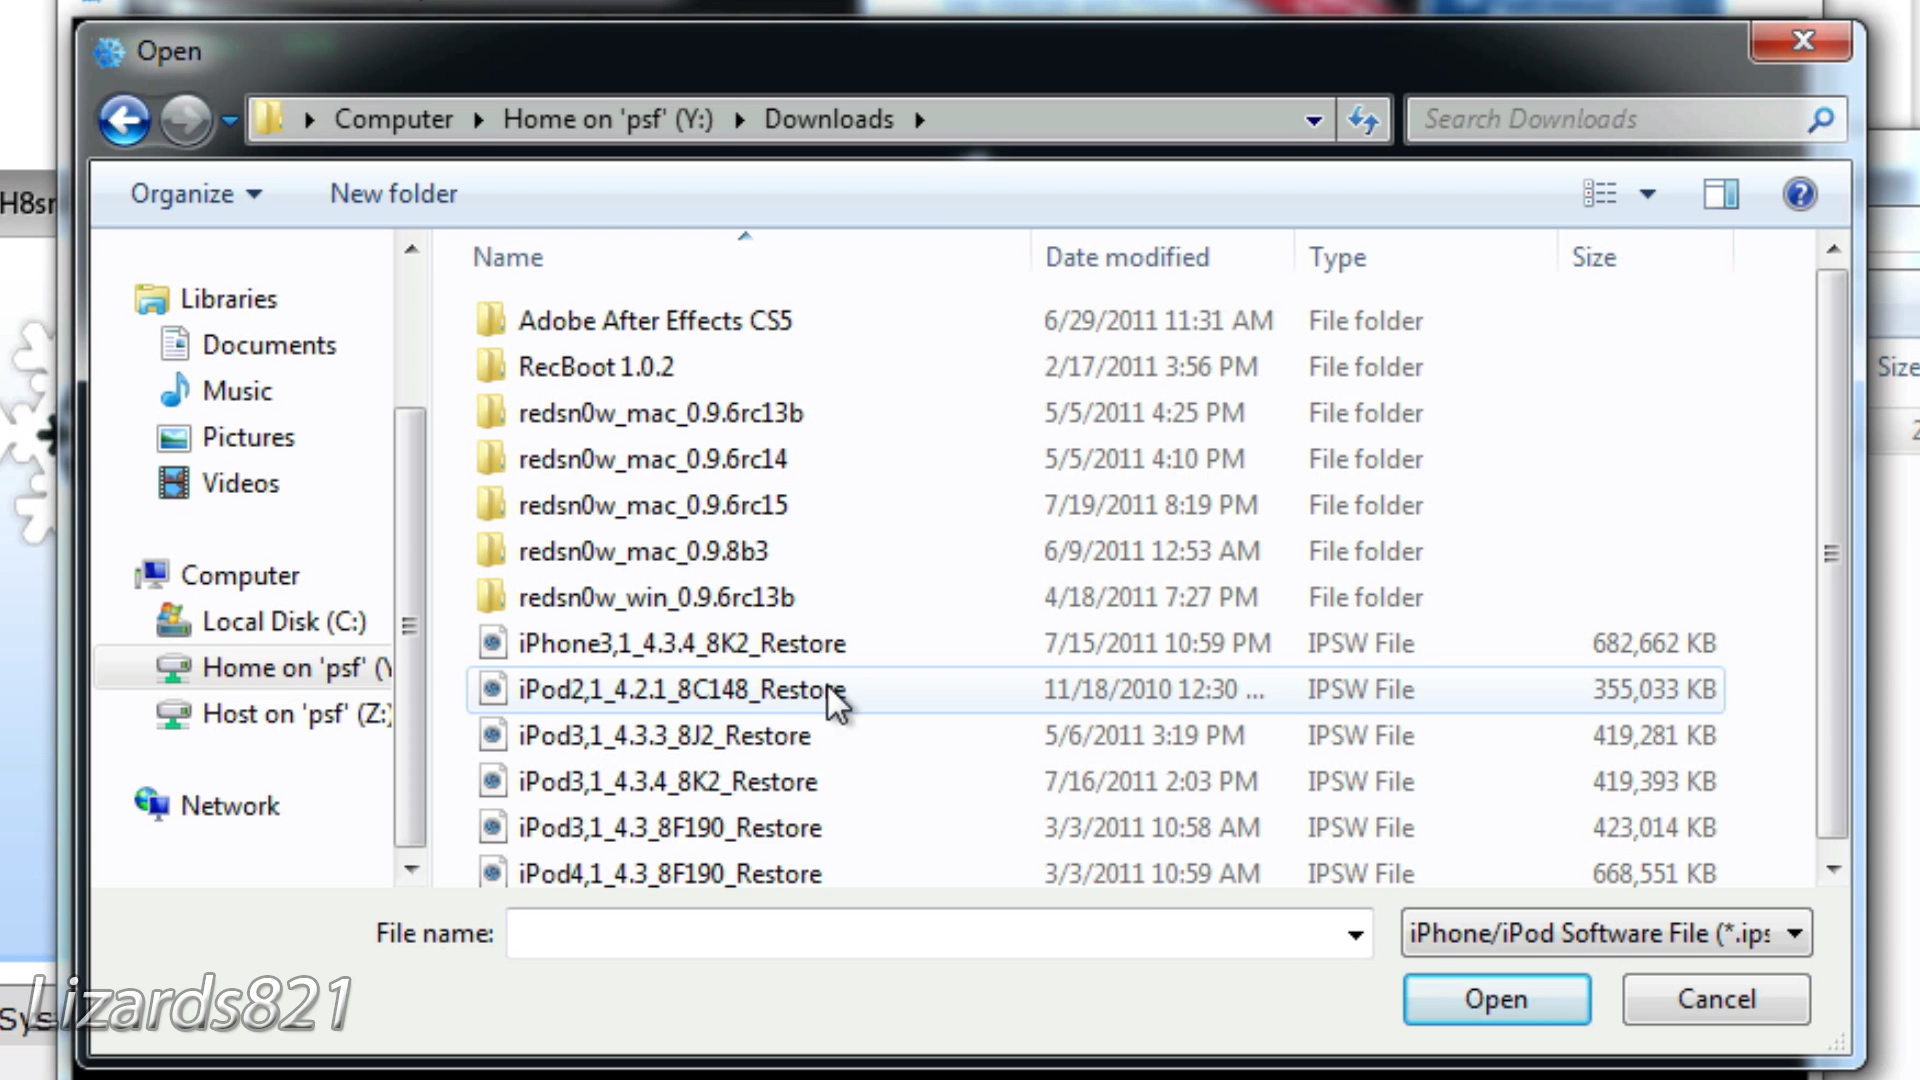 Open
Computer Home on 'psf' (Y:) Downloads
Search Downloads
Organize New folder
H8sn
Name Date modified Type Size
Libraries
Documents
Music
Pictures
Videos
Computer
Local Disk (C:)
Home on 'psf' (Y
Host on 'psf' (Z:)
Network
Adobe After Effects CS5 6/29/2011 11:31 AM File folder
RecBoot 1.0.2 2/17/2011 3:56 PM File folder
redsn0w_mac_0.9.6rc13b 5/5/2011 4:25 PM File folder
redsn0w_mac_0.9.6rc14 5/5/2011 4:10 PM File folder
redsn0w_mac_0.9.6rc15 7/19/2011 8:19 PM File folder
redsn0w_mac_0.9.8b3 6/9/2011 12:53 AM File folder
redsn0w_win_0.9.6rc13b 4/18/2011 7:27 PM File folder
iPhone3,1_4.3.4_8K2_Restore 7/15/2011 10:59 PM IPSW File 682,662 KB
iPod2,1_4.2.1_8C148_Restore 11/18/2010 12:30 ... IPSW File 355,033 KB
iPod3,1_4.3.3_8J2_Restore 5/6/2011 3:19 PM IPSW File 419,281 KB
iPod3,1_4.3.4_8K2_Restore 7/16/2011 2:03 PM IPSW File 419,393 KB
iPod3,1_4.3_8F190_Restore 3/3/2011 10:58 AM IPSW File 423,014 KB
iPod4,1_4.3_8F190_Restore 3/3/2011 10:59 AM IPSW File 668,551 KB
Size
2
File name:
iPhone/iPod Software File (*.ips
Open Cancel
Sys
Lizards821